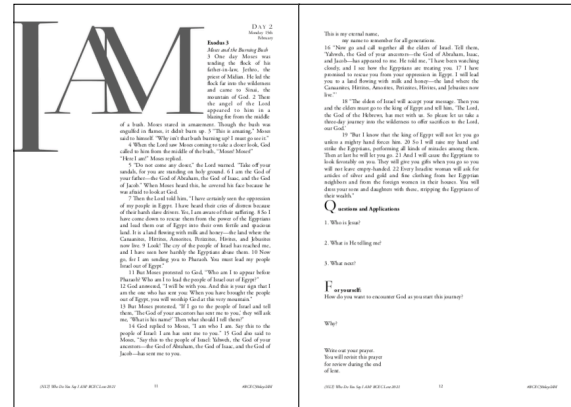 I AM
DAY 2
Monday 15th
February
Exodus 3
Moses and the Burning Bush
3 One day Moses was
tending the flock of his
father-in-law, Jethro, the
priest of Midian. He led the
flock far into the wilderness
and came to Sinai, the
mountain of God. 2 There
the angel of the Lord
appeared to him in a
blazing fire from the middle
of a bush. Moses stared in amazement. Though the bush was
engulfed in flames, it didn't burn up. 3 "This is amazing," Moses
said to himself. "Why isn't that bush burning up? I must go see it."
4 When the Lord saw Moses coming to take a closer look, God
called to him from the middle of the bush, "Moses! Moses!"
"Here I am!" Moses replied.
5 "Do not come any closer," the Lord warned. "Take off your
sandals, for you are standing on holy ground. 6 I am the God of
your father—the God of Abraham, the God of Isaac, and the God
of Jacob." When Moses heard this, he covered his face because he
was afraid to look at God.
7 Then the Lord told him, "I have certainly seen the oppression
of my people in Egypt. I have heard their cries of distress because
of their harsh slave drivers. Yes, I am aware of their suffering. 8 So I
have come down to rescue them from the power of the Egyptians
and lead them out of Egypt into their own fertile and spacious
land. It is a land flowing with milk and honey—the land where the
Canaanites, Hittites, Amorites, Perizzites, Hivites, and Jebusites
now live. 9 Look! The cry of the people of Israel has reached me,
and I have seen how harshly the Egyptians abuse them. 10 Now
go, for I am sending you to Pharaoh. You must lead my people
Israel out of Egypt."
11 But Moses protested to God, "Who am I to appear before
Pharaoh? Who am I to lead the people of Israel out of Egypt?"
12 God answered, "I will be with you. And this is your sign that I
am the one who has sent you: When you have brought the people
out of Egypt, you will worship God at this very mountain."
13 But Moses protested, "If I go to the people of Israel and tell
them, 'The God of your ancestors has sent me to you,' they will ask
me, 'What is his name?' Then what should I tell them?"
14 God replied to Moses, "I am who I am. Say this to the
people of Israel: I am has sent me to you." 15 God also said to
Moses, "Say this to the people of Israel: Yahweh, the God of your
ancestors—the God of Abraham, the God of Isaac, and the God of
Jacob—has sent me to you.
11
This is my eternal name,
my name to remember for all generations.
16 "Now go and call together all the elders of Israel. Tell them,
'Yahweh, the God of your ancestors—the God of Abraham, Isaac,
and Jacob—has appeared to me. He told me, "I have been watching
closely, and I see how the Egyptians are treating you. 17 I have
promised to rescue you from your oppression in Egypt. I will lead
you to a land flowing with milk and honey—the land where the
Canaanites, Hittites, Amorites, Perizzites, Hivites, and Jebusites now
live."'
18 "The elders of Israel will accept your message. Then you
and the elders must go to the king of Egypt and tell him, 'The Lord,
the God of the Hebrews, has met with us. So please let us take a
three-day journey into the wilderness to offer sacrifices to the Lord,
our God.'
19 "But I know that the king of Egypt will not let you go
unless a mighty hand forces him. 20 So I will raise my hand and
strike the Egyptians, performing all kinds of miracles among them.
Then at last he will let you go. 21 And I will cause the Egyptians to
look favorably on you. They will give you gifts when you go so you
will not leave empty-handed. 22 Every Israelite woman will ask for
articles of silver and gold and fine clothing from her Egyptian
neighbors and from the foreign women in their houses. You will
dress your sons and daughters with these, stripping the Egyptians of
their wealth."
Questions and Applications
1. Who is Jesus?
2. What is He telling me?
3. What next?
For yourself:
How do you want to encounter God as you start this journey?
Why?
Write out your prayer.
You will revisit this prayer
for review during the end
of lent.
12